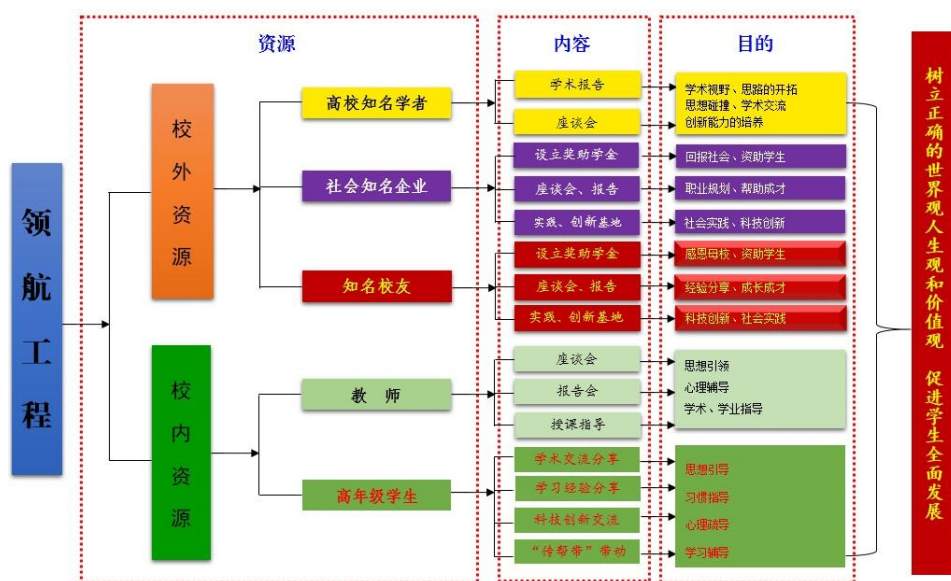 资源
内容
目的
领航工程
校外资源
校内资源
高校知名学者
社会知名企业
知名校友
教 师
高年级学生
学术报告
座谈会
设立奖助学金
座谈会、报告
实践、创新基地
设立奖助学金
座谈会、报告
实践、创新基地
座谈会
报告会
授课指导
学术交流分享
学习经验分享
科技创新交流
“传帮带”带动
学术视野、思路的开拓
思想碰撞、学术交流
创新能力的培养
回报社会、资助学生
职业规划、帮助成才
社会实践、科技创新
感恩母校、资助学生
经验分享、成长成才
科技创新、社会实践
思想引领
心理辅导
学术、学业指导
思想引导
习惯指导
心理疏导
学习辅导
树立正确的世界观人生观和价值观 促进学生全面发展